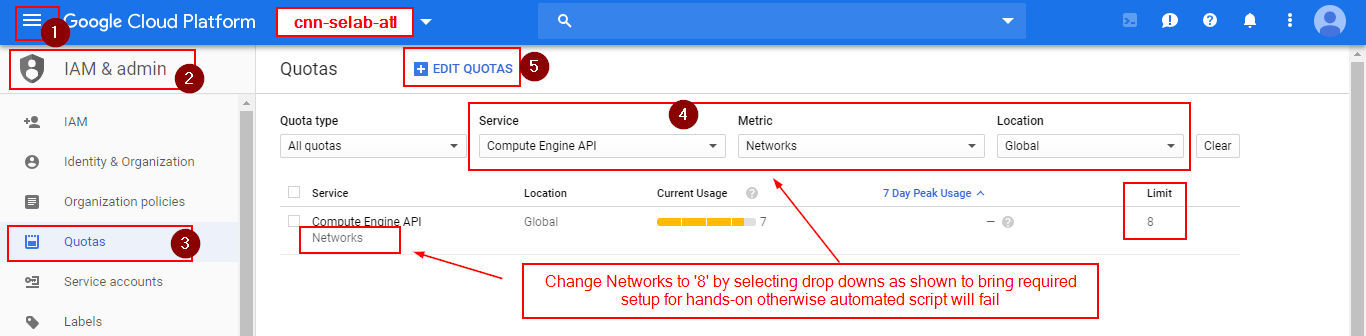 Google Cloud Platform
cnn-selab-atl
1
IAM & admin
2
Quotas
EDIT QUOTAS
5
IAM
Identity & Organization
Organization policies
Quotas
3
Service accounts
Labels
4
Quota type
Service
Metric
Location
All quotas
Compute Engine API
Networks
Global
Clear
Service
Location
Current Usage
7 Day Peak Usage
Limit
Compute Engine API
Global
7
–
8
Networks
Change Networks to '8' by selecting drop downs as shown to bring required
setup for hands-on otherwise automated script will fail